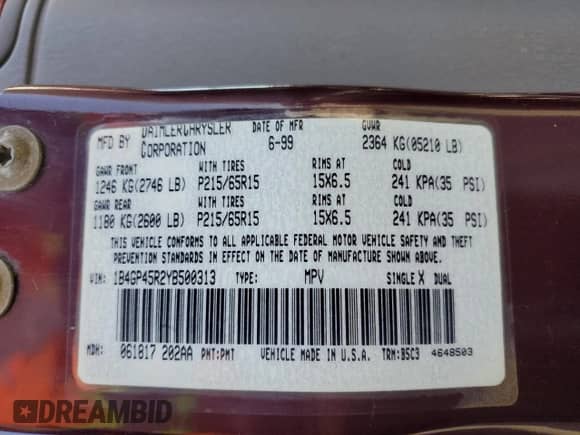 MFD BY DAIMLERCHRYSLER CORPORATION DATE OF MFR 6-99 GVWR 2364 KG(05210 LB)
GAWR FRONT WITH TIRES RIMS AT COLD
1246 KG(2746 LB) P215/65R15 15X6.5 241 KPA(35 PSI)
GAWR REAR WITH TIRES RIMS AT COLD
1180 KG(2600 LB) P215/65R15 15X6.5 241 KPA(35 PSI)
THIS VEHICLE CONFORMS TO ALL APPLICABLE FEDERAL MOTOR VEHICLE SAFETY AND THEFT
PREVENTION STANDARDS IN EFFECT ON THE DATE OF MANUFACTURE SHOWN ABOVE.
VIN: 1B4GP45R2YB500313 TYPE: MPV SINGLE X DUAL
MDH: 061817 202AA PNT:PMT VEHICLE MADE IN U.S.A. TRM:B5C3 4648503
DREAMBID